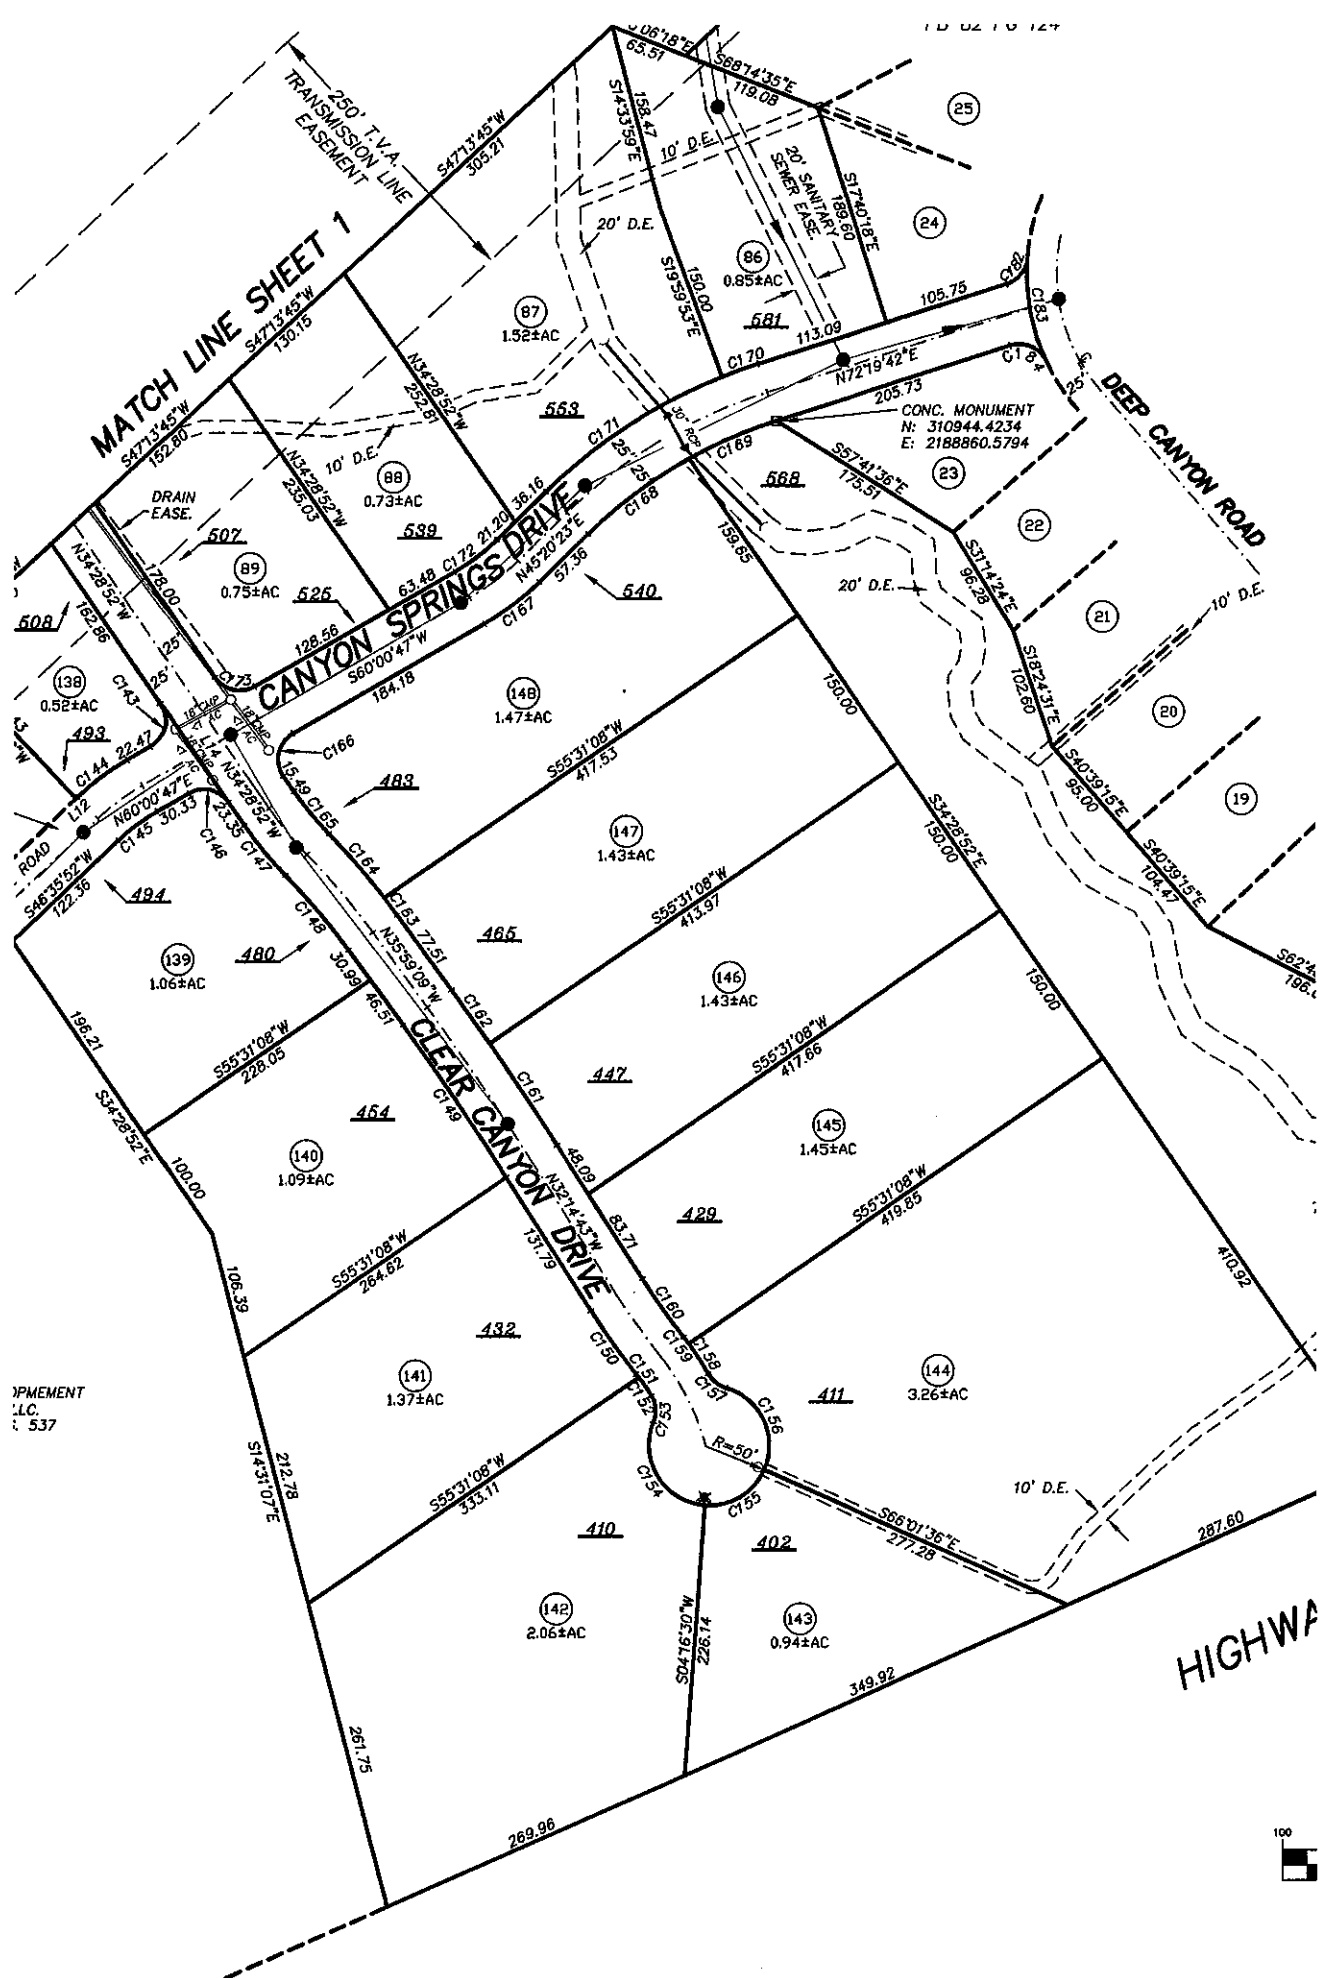 PB 62 PG 124
65.51
S68°14'35"E
119.08
25
250' T.V.A.
TRANSMISSION LINE
EASEMENT
S47°13'45"W
305.21
S14°33'59"E
158.47
10' D.E.
20' SANITARY
SEWER EASE.
S17°40'18"E
189.60
24
20' D.E.
86
0.85±AC
S19°59'53"E
150.00
581
C182
105.75
C183
113.09
C170
N72°19'42"E
C184
205.73
25'
DEEP CANYON ROAD
MATCH LINE SHEET 1
S47°13'45"W
130.15
87
1.52±AC
N34°28'52"W
252.81
553
C171
30" RCP
C169
CONC. MONUMENT
N: 310944.4234
E: 2188860.5794
S47°13'45"W
152.80
10' D.E.
88
0.73±AC
N34°28'52"W
235.03
539
36.16
21.20
C172
25' 25'
C168
568
S57°41'36"E
175.51
23
22
DRAIN
EASE.
507
89
0.75±AC
525
63.48
128.56
CANYON SPRINGS DRIVE
N45°20'23"E
57.36
540
C167
159.65
20' D.E.
S31°14'24"E
96.28
21
10' D.E.
N34°28'52"W
162.86
178.00
508
25' 25'
C173
S60°00'47"W
184.18
138
0.52±AC
C143
18"CMP
18"CMP
18"CMP
AC
AC
AC
L14
C166
148
1.47±AC
150.00
S18°24'31"E
102.60
20
493
22.47
C144
L12
N60°00'47"E
N34°28'52"W
15.49
C165
483
S55°31'08"W
417.53
S40°39'15"E
95.00
19
ROAD
C145
30.33
C146
23.35
C147
C164
147
1.43±AC
S34°28'52"E
150.00
S46°35'52"W
122.36
494
C148
C163
77.51
465
S55°31'08"W
413.97
S40°39'15"E
104.47
139
1.06±AC
480
30.99
46.51
N35°59'09"W
C162
146
1.43±AC
150.00
196.21
S55°31'08"W
228.05
CLEAR CANYON DRIVE
C161
447
S55°31'08"W
417.66
S34°28'52"E
454
C149
140
1.09±AC
48.09
145
1.45±AC
100.00
N32°14'43"W
83.71
429
S55°31'08"W
419.85
106.39
S55°31'08"W
264.62
131.79
410.92
432
C160
C159
C158
C150
141
1.37±AC
C151
C152
C153
C157
C156
411
144
3.26±AC
OPMEMENT
LLC.
537
S14°31'07"E
212.78
S55°31'08"W
333.11
R=50'
C154
C155
10' D.E.
410
402
S66°01'36"E
277.28
287.60
142
2.06±AC
S04°16'30"W
226.14
143
0.94±AC
HIGHWA
349.92
261.75
269.96
100